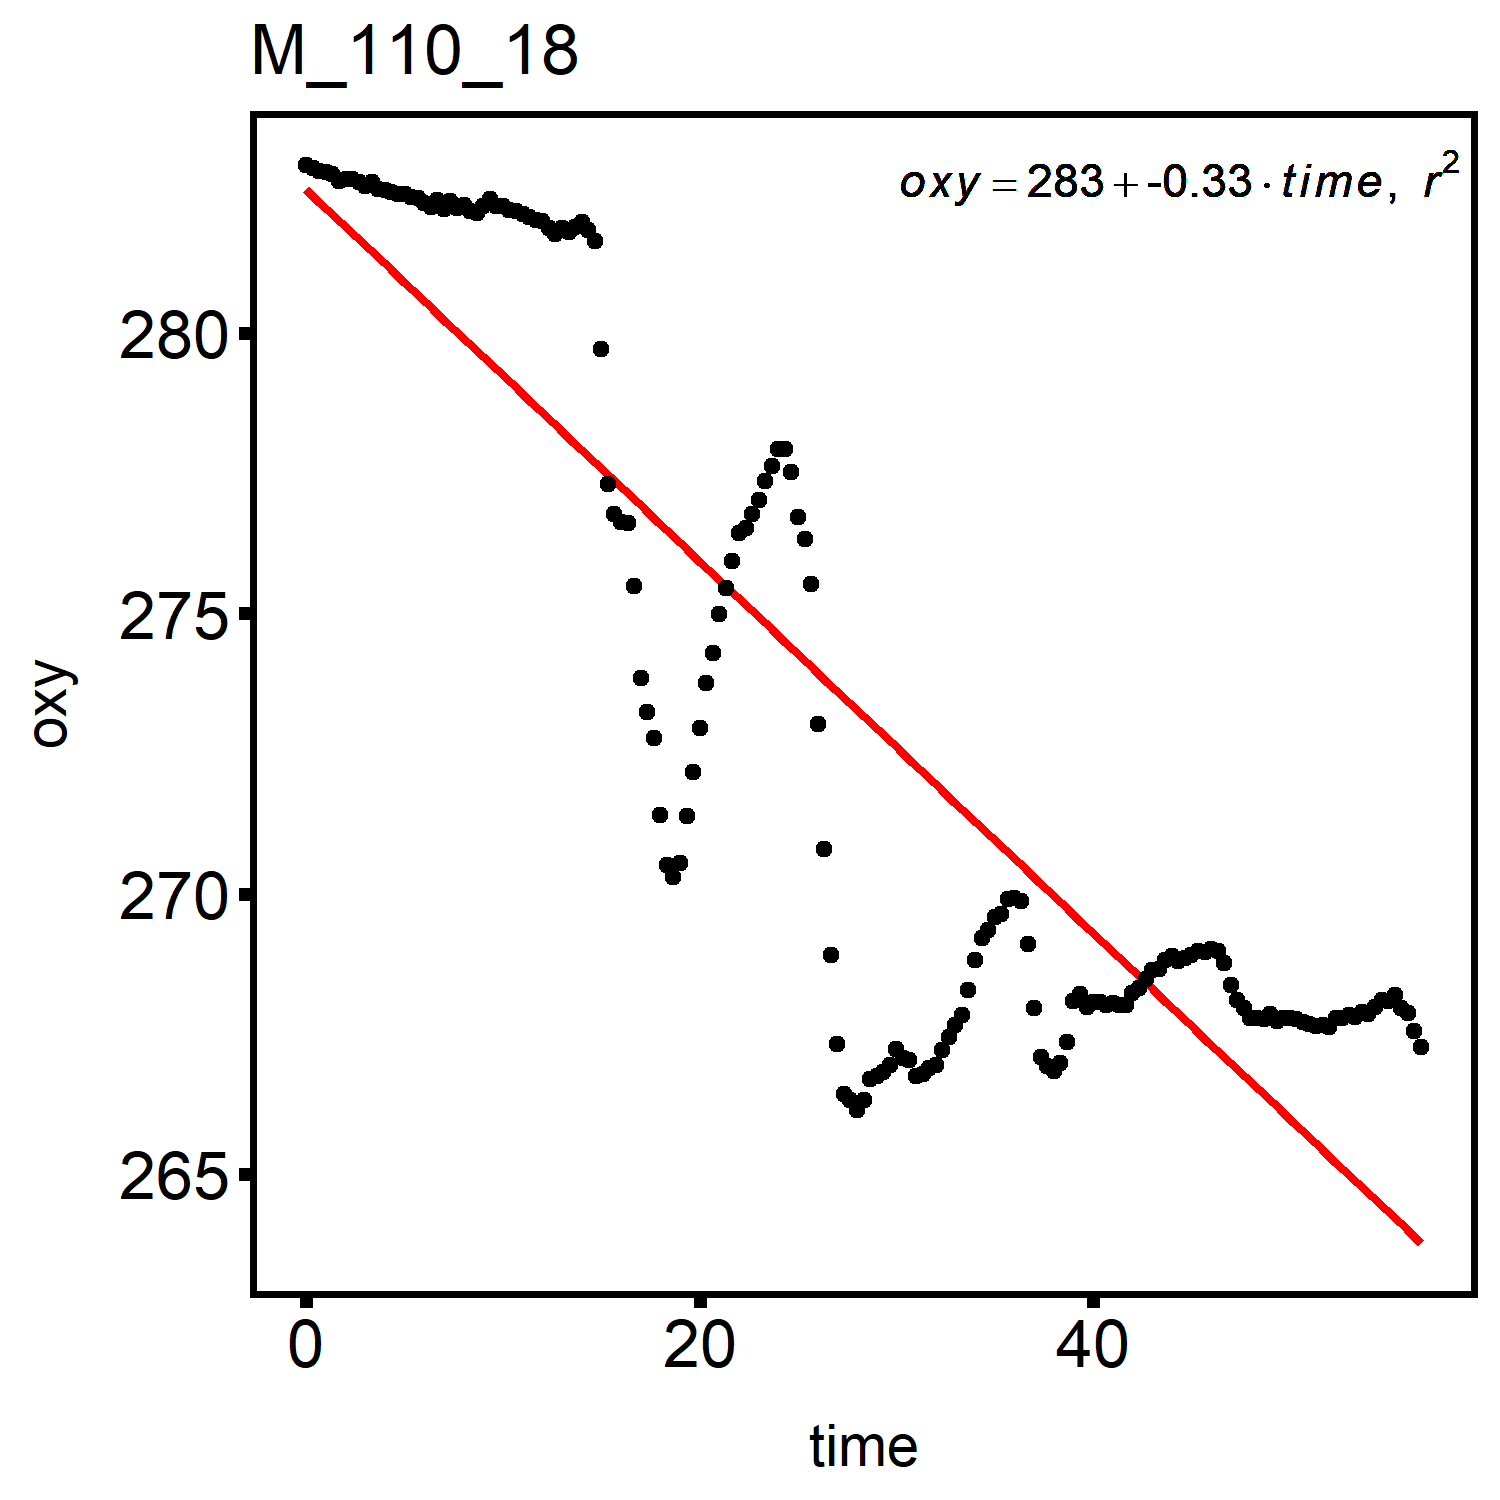 M_110_18
oxy = 283 + -0.33 · time, r²
280
275
270
265
oxy
0 20 40
time